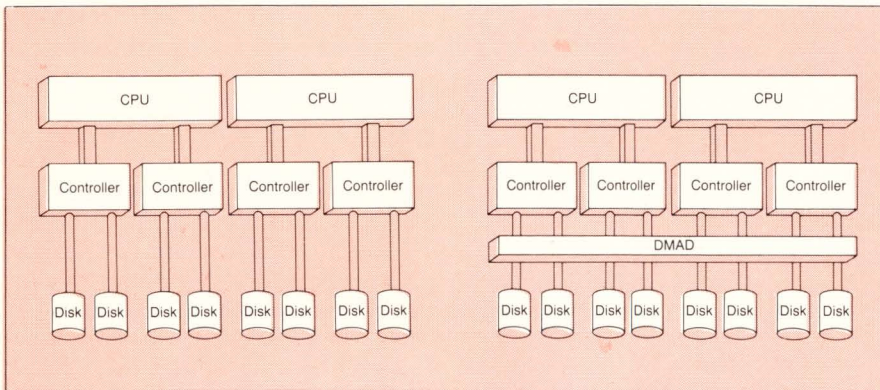 CPU CPU CPU CPU
Controller Controller Controller Controller Controller Controller Controller Controller
DMAD
Disk Disk Disk Disk Disk Disk Disk Disk Disk Disk Disk Disk Disk Disk Disk Disk